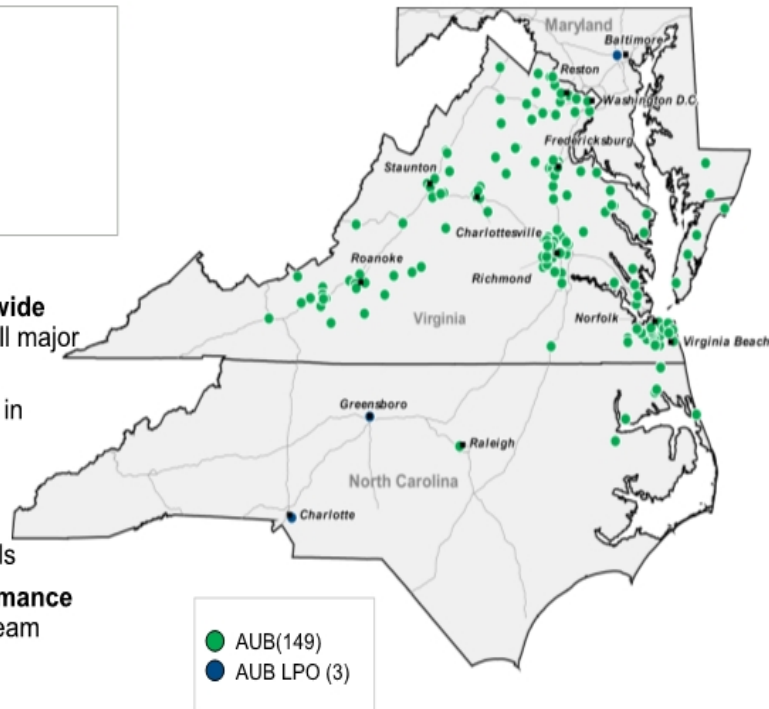 Maryland
Baltimore
Reston
Washington D.C.
Fredericksburg
Staunton
Charlottesville
Roanoke
Richmond
wide
ll major
Virginia
Norfolk
Virginia Beach
in
Greensboro
Raleigh
North Carolina
Charlotte
ls
mance
eam
AUB(149)
AUB LPO (3)